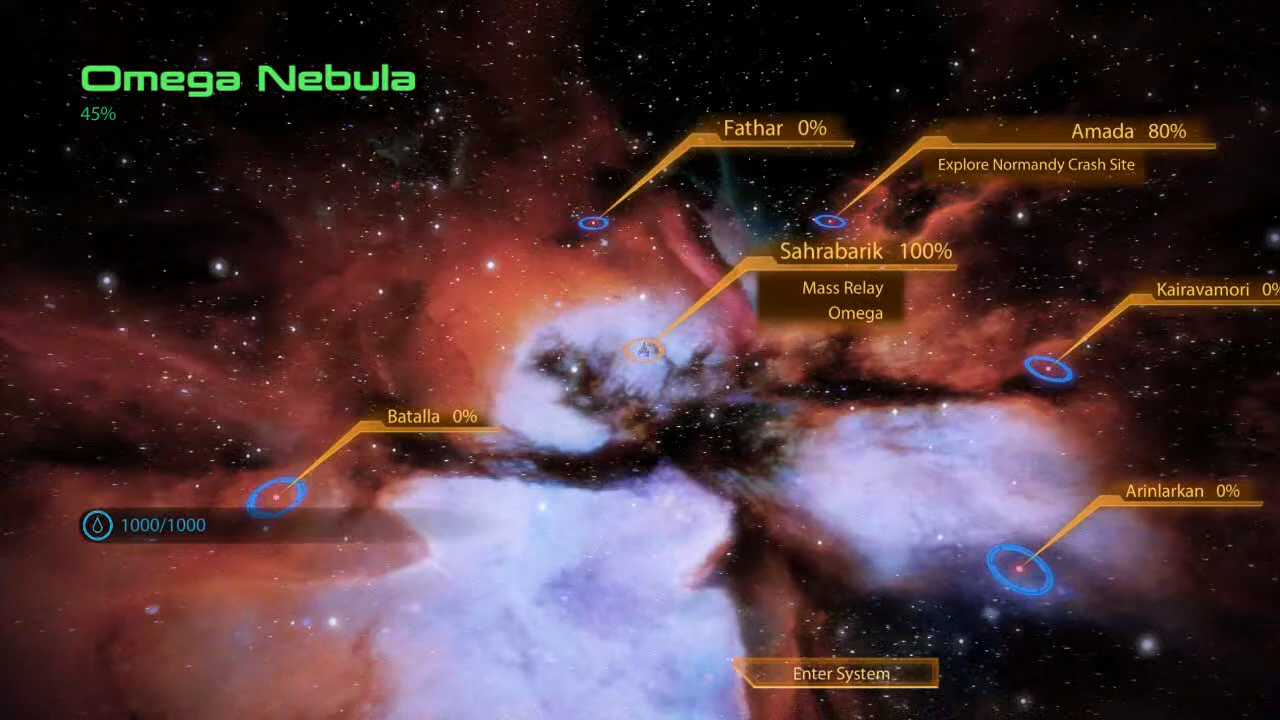 Omega Nebula
45%
Fathar 0%
Amada 80%
Explore Normandy Crash Site
Sahrabarik 100%
Mass Relay
Omega
Kairavamori 0%
Batalla 0%
Arinlarkan 0%
1000/1000
Enter System